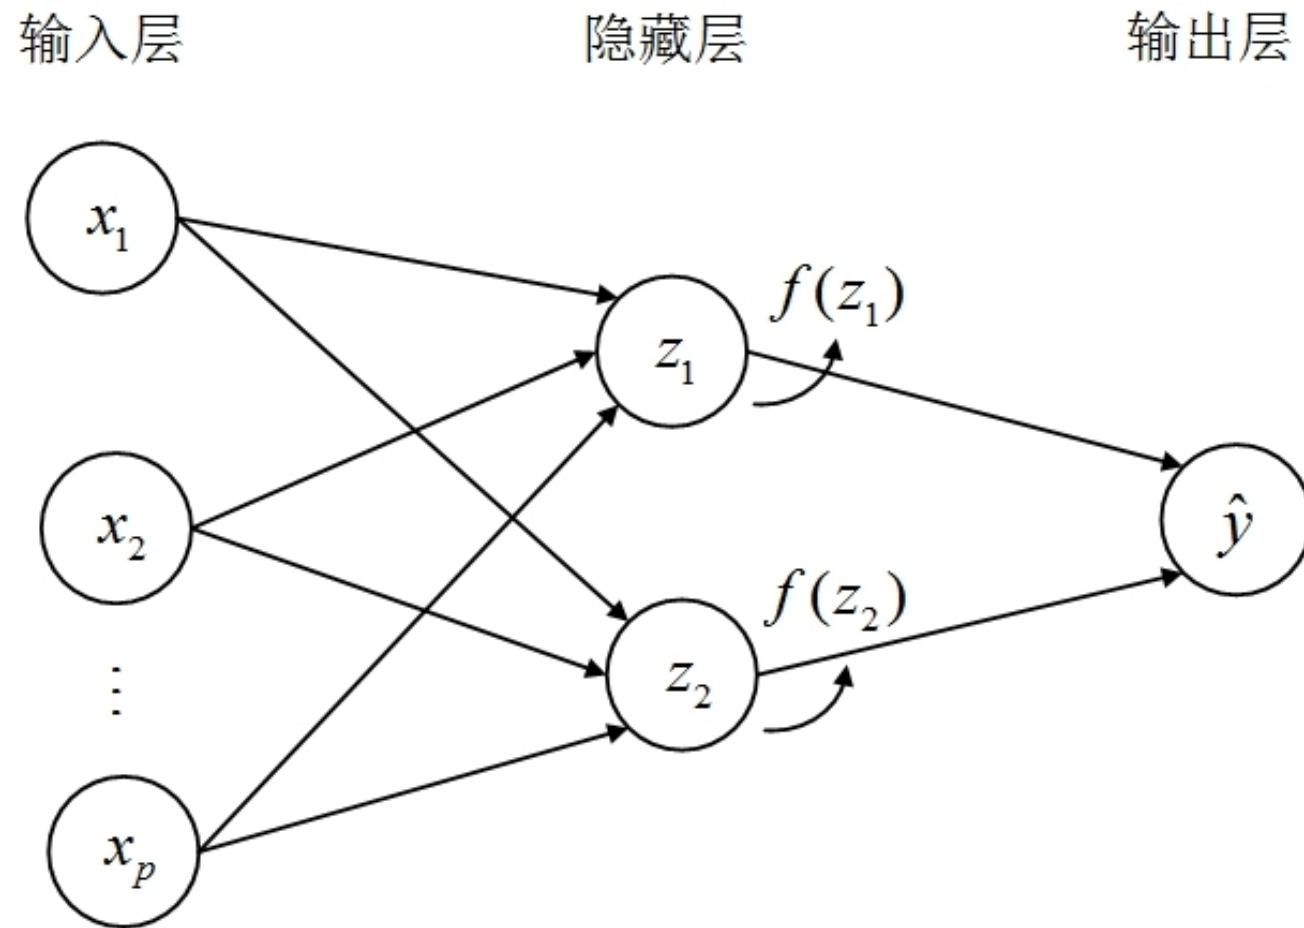 输入层 隐藏层 输出层
x₁
f(z₁)
z₁
x₂
ŷ
f(z₂)
z₂
⋮
xₚ